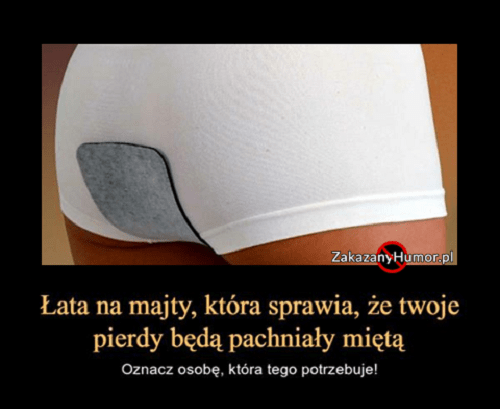 ZakazanyHumor.pl
Łata na majty, która sprawia, że twoje
pierdy będą pachniały miętą
Oznacz osobę, która tego potrzebuje!